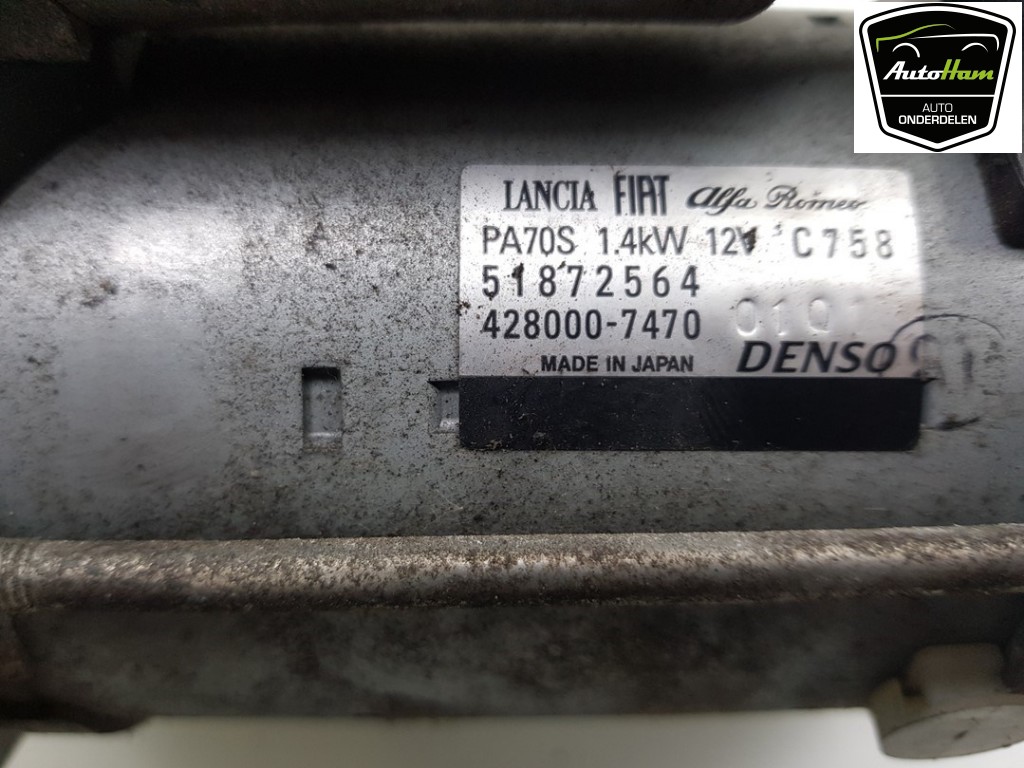 AutoHam
AUTO
ONDERDELEN
LANCIA FIAT Alfa Romeo
PA70S 1.4kW 12V C758
51872564
428000-7470
MADE IN JAPAN DENSO